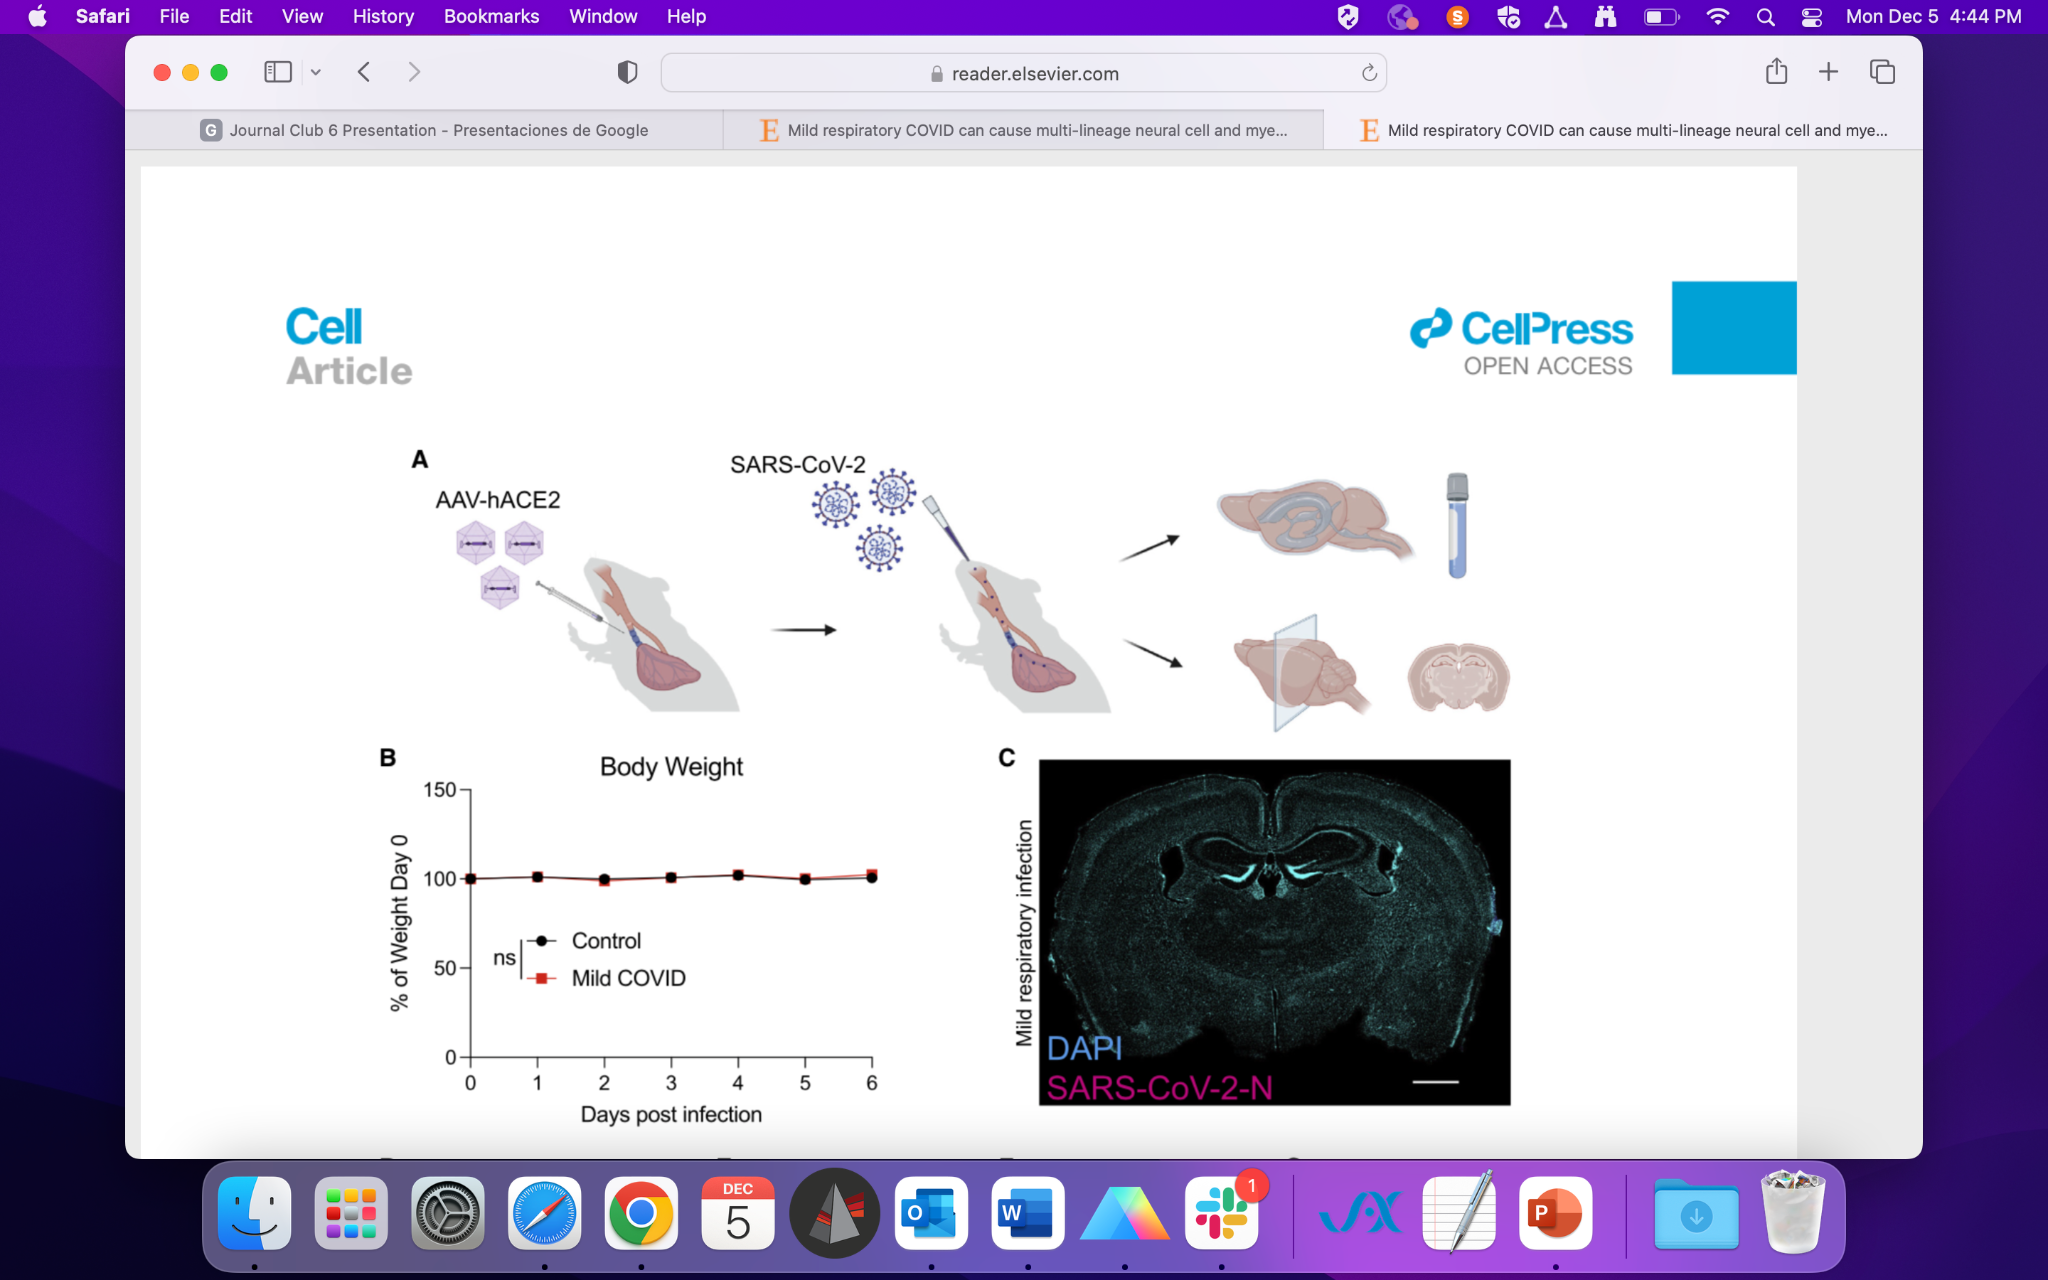 Safari File Edit View History Bookmarks Window Help
S
Mon Dec 5 4:44 PM
reader.elsevier.com
G Journal Club 6 Presentation - Presentaciones de Google
E Mild respiratory COVID can cause multi-lineage neural cell and mye...
E Mild respiratory COVID can cause multi-lineage neural cell and mye...
Cell
Article
CellPress
OPEN ACCESS
A
AAV-hACE2
SARS-CoV-2
B
Body Weight
% of Weight Day 0
150
100
50
0
ns
Control
Mild COVID
0 1 2 3 4 5 6
Days post infection
C
Mild respiratory infection
DAPI
SARS-CoV-2-N
DEC
5
O
W
1
P